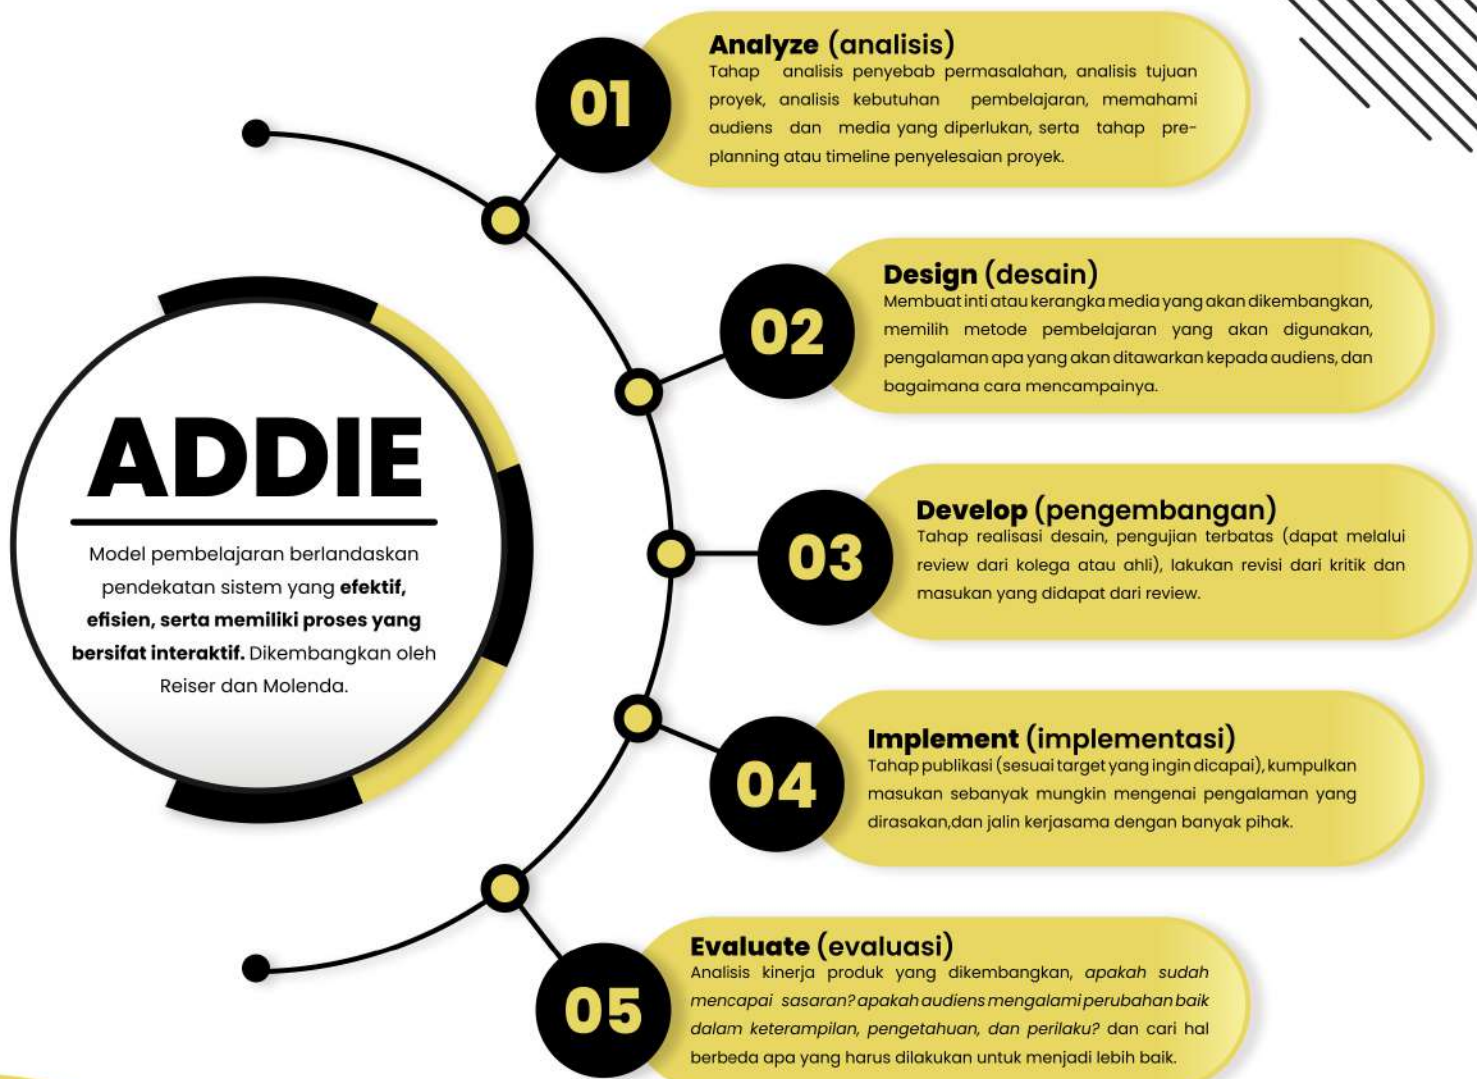 ADDIE
Model pembelajaran berlandaskan
pendekatan sistem yang efektif,
efisien, serta memiliki proses yang
bersifat interaktif. Dikembangkan oleh
Reiser dan Molenda.
01
Analyze (analisis)
Tahap analisis penyebab permasalahan, analisis tujuan
proyek, analisis kebutuhan pembelajaran, memahami
audiens dan media yang diperlukan, serta tahap pre-
planning atau timeline penyelesaian proyek.
02
Design (desain)
Membuat inti atau kerangka media yang akan dikembangkan,
memilih metode pembelajaran yang akan digunakan,
pengalaman apa yang akan ditawarkan kepada audiens, dan
bagaimana cara mencampainya.
03
Develop (pengembangan)
Tahap realisasi desain, pengujian terbatas (dapat melalui
review dari kolega atau ahli), lakukan revisi dari kritik dan
masukan yang didapat dari review.
04
Implement (implementasi)
Tahap publikasi (sesuai target yang ingin dicapai), kumpulkan
masukan sebanyak mungkin mengenai pengalaman yang
dirasakan,dan jalin kerjasama dengan banyak pihak.
05
Evaluate (evaluasi)
Analisis kinerja produk yang dikembangkan, apakah sudah
mencapai sasaran? apakah audiens mengalami perubahan baik
dalam keterampilan, pengetahuan, dan perilaku? dan cari hal
berbeda apa yang harus dilakukan untuk menjadi lebih baik.